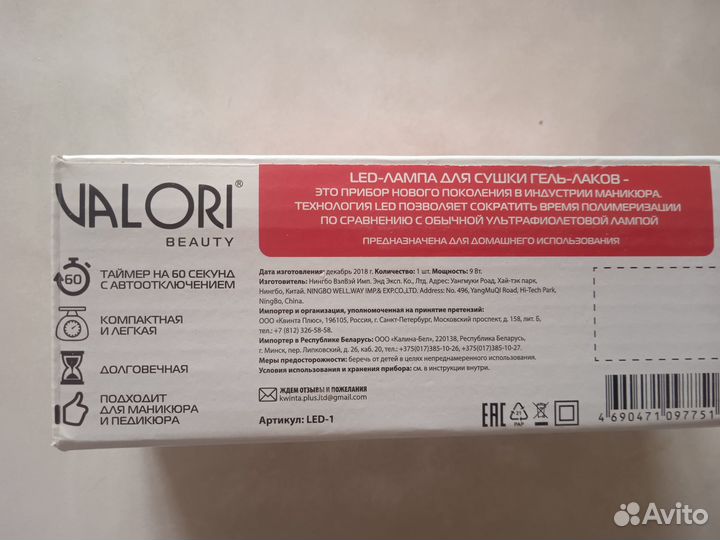 VALORI®
BEAUTY
60
ТАЙМЕР НА 60 СЕКУНД
С АВТООТКЛЮЧЕНИЕМ
КОМПАКТНАЯ
И ЛЕГКАЯ
ДОЛГОВЕЧНАЯ
ПОДХОДИТ
ДЛЯ МАНИКЮРА
И ПЕДИКЮРА
LED-ЛАМПА ДЛЯ СУШКИ ГЕЛЬ-ЛАКОВ -
ЭТО ПРИБОР НОВОГО ПОКОЛЕНИЯ В ИНДУСТРИИ МАНИКЮРА.
ТЕХНОЛОГИЯ LED ПОЗВОЛЯЕТ СОКРАТИТЬ ВРЕМЯ ПОЛИМЕРИЗАЦИИ
ПО СРАВНЕНИЮ С ОБЫЧНОЙ УЛЬТРАФИОЛЕТОВОЙ ЛАМПОЙ
ПРЕДНАЗНАЧЕНА ДЛЯ ДОМАШНЕГО ИСПОЛЬЗОВАНИЯ
Дата изготовления: декабрь 2018 г. Количество: 1 шт. Мощность: 9 Вт.
Изготовитель: Нингбо ВэлВэй Имп. Энд Эксп. Ко., Лтд. Адрес: Уангмуки Роад, Хай-тэк парк,
Нингбо, Китай. NINGBO WELL.WAY IMP.& EXP.CO.,LTD. Address: No. 496, YangMuQI Road, Hi-Tech Park,
NingBo, China.
Импортер и организация, уполномоченная на принятие претензий:
ООО «Квинта Плюс», 196105, Россия, г. Санкт-Петербург, Московский проспект, д. 158, лит. Б,
тел.: +7 (812) 326-58-58.
Импортер в Республике Беларусь: ООО «Калина-Бел», 220138, Республика Беларусь,
г. Минск, пер. Липковский, д. 26, каб. 20, тел.: +375(017)385-10-26, +375(017)385-10-27.
Меры предосторожности: беречь от детей в целях непреднамеренного использования.
Условия использования и хранения прибора: см. в инструкции внутри.
ЖДЕМ ОТЗЫВЫ И ПОЖЕЛАНИЯ
kwinta.plus.ltd@gmail.com
Артикул: LED-1
EAC
21
PAP
4 690471 097751
Avito